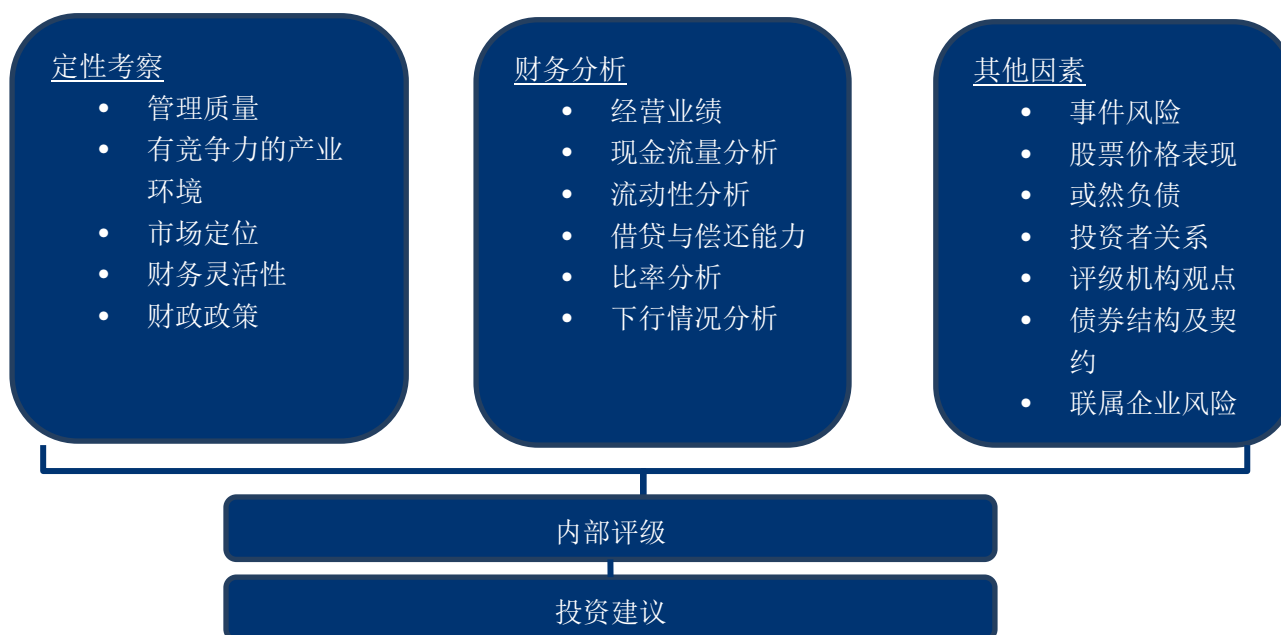 定性考察
• 管理质量
• 有竞争力的产业
环境
• 市场定位
• 财务灵活性
• 财政政策
财务分析
• 经营业绩
• 现金流量分析
• 流动性分析
• 借贷与偿还能力
• 比率分析
• 下行情况分析
其他因素
• 事件风险
• 股票价格表现
• 或然负债
• 投资者关系
• 评级机构观点
• 债券结构及契
约
• 联属企业风险
内部评级
投资建议